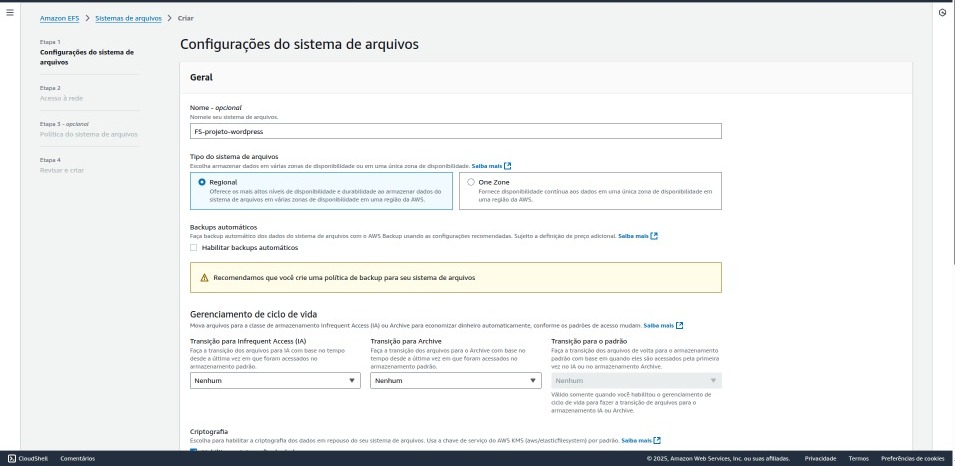 Amazon EFS > Sistemas de arquivos > Criar
Etapa 1
Configurações do sistema de
arquivos
Etapa 2
Acesso à rede
Etapa 3 - opcional
Política do sistema de arquivos
Etapa 4
Revisar e criar
Configurações do sistema de arquivos
Geral
Nome - opcional
Nomeie seu sistema de arquivos.
FS-projeto-wordpress
Tipo do sistema de arquivos
Escolha armazenar dados em várias zonas de disponibilidade ou em uma única zona de disponibilidade. Saiba mais
Regional
Oferece os mais altos níveis de disponibilidade e durabilidade ao armazenar dados do
sistema de arquivos em várias zonas de disponibilidade em uma região da AWS.
One Zone
Fornece disponibilidade contínua aos dados em uma única zona de disponibilidade em
uma região da AWS.
Backups automáticos
Faça backup automático dos dados do sistema de arquivos com o AWS Backup usando as configurações recomendadas. Sujeito a definição de preço adicional. Saiba mais
Habilitar backups automáticos
Recomendamos que você crie uma política de backup para seu sistema de arquivos
Gerenciamento de ciclo de vida
Mova arquivos para a classe de armazenamento Infrequent Access (IA) ou Archive para economizar dinheiro automaticamente, conforme os padrões de acesso mudam. Saiba mais
Transição para Infrequent Access (IA)
Faça a transição dos arquivos para IA com base no tempo
desde a última vez em que foram acessados no
armazenamento padrão.
Nenhum
Transição para Archive
Faça a transição dos arquivos para o Archive com base no
tempo desde a última vez em que foram acessados no
armazenamento padrão.
Nenhum
Transição para o padrão
Faça a transição dos arquivos de volta para o armazenamento
padrão com base em quando eles são acessados pela primeira
vez no IA ou no armazenamento Archive.
Nenhum
Válido somente quando você habilitou o gerenciamento de
ciclo de vida para fazer a transição de arquivos para o
armazenamento IA ou Archive.
Criptografia
Escolha para habilitar a criptografia dos dados em repouso do seu sistema de arquivos. Usa a chave de serviço do AWS KMS (aws/elasticfilesystem) por padrão. Saiba mais
CloudShell Comentários © 2025, Amazon Web Services, Inc. ou suas afiliadas. Privacidade Termos Preferências de cookies